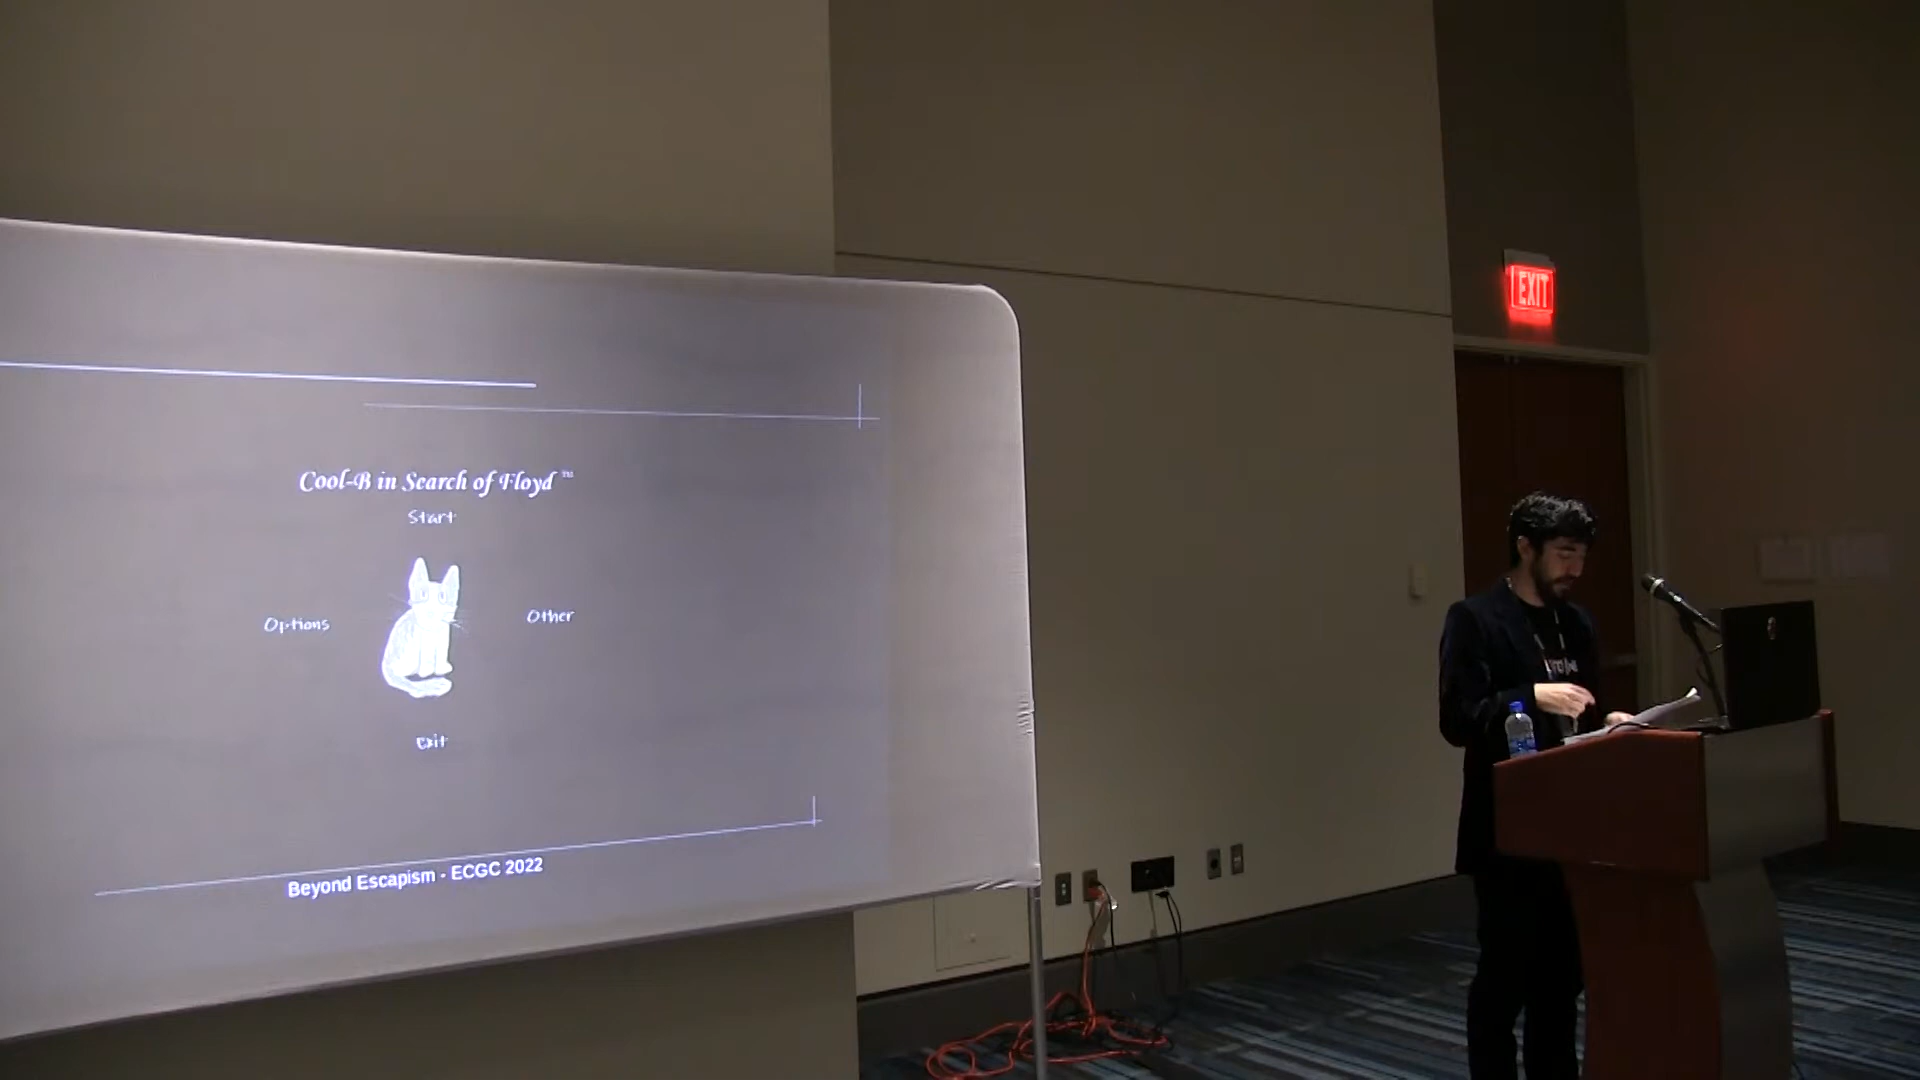 Cool-B in Search of Floyd ™
Start
Options
Other
Exit
Beyond Escapism - ECGC 2022
EXIT